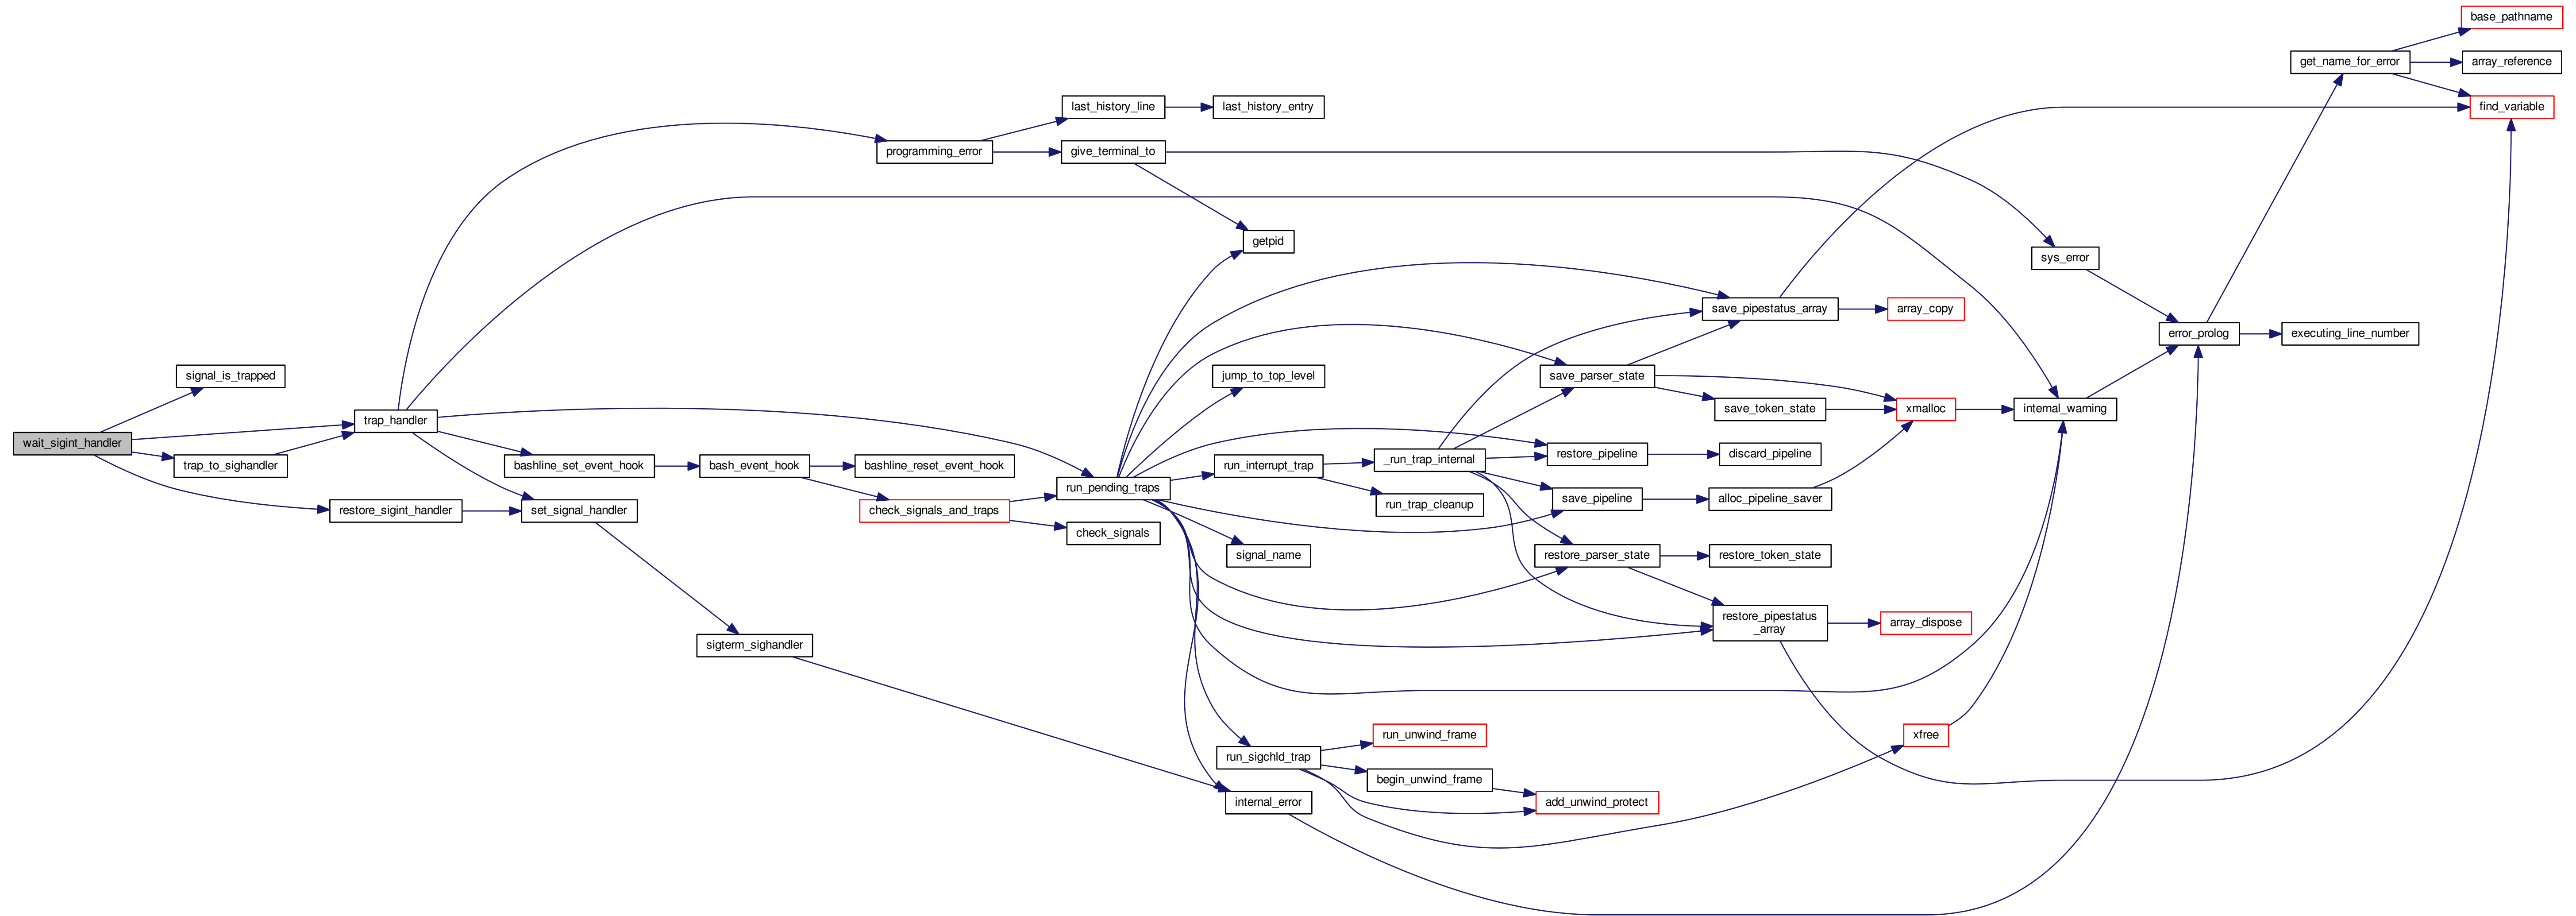 base_pathname
get_name_for_error
array_reference
last_history_line
last_history_entry
find_variable
programming_error
give_terminal_to
getpid
sys_error
save_pipestatus_array
array_copy
error_prolog
executing_line_number
signal_is_trapped
jump_to_top_level
save_parser_state
trap_handler
save_token_state
xmalloc
internal_warning
wait_sigint_handler
trap_to_sighandler
bashline_set_event_hook
bash_event_hook
bashline_reset_event_hook
run_interrupt_trap
_run_trap_internal
restore_pipeline
discard_pipeline
run_pending_traps
restore_sigint_handler
set_signal_handler
check_signals_and_traps
run_trap_cleanup
save_pipeline
alloc_pipeline_saver
check_signals
signal_name
restore_parser_state
restore_token_state
restore_pipestatus
_array
array_dispose
sigterm_sighandler
run_unwind_frame
xfree
run_sigchld_trap
begin_unwind_frame
internal_error
add_unwind_protect